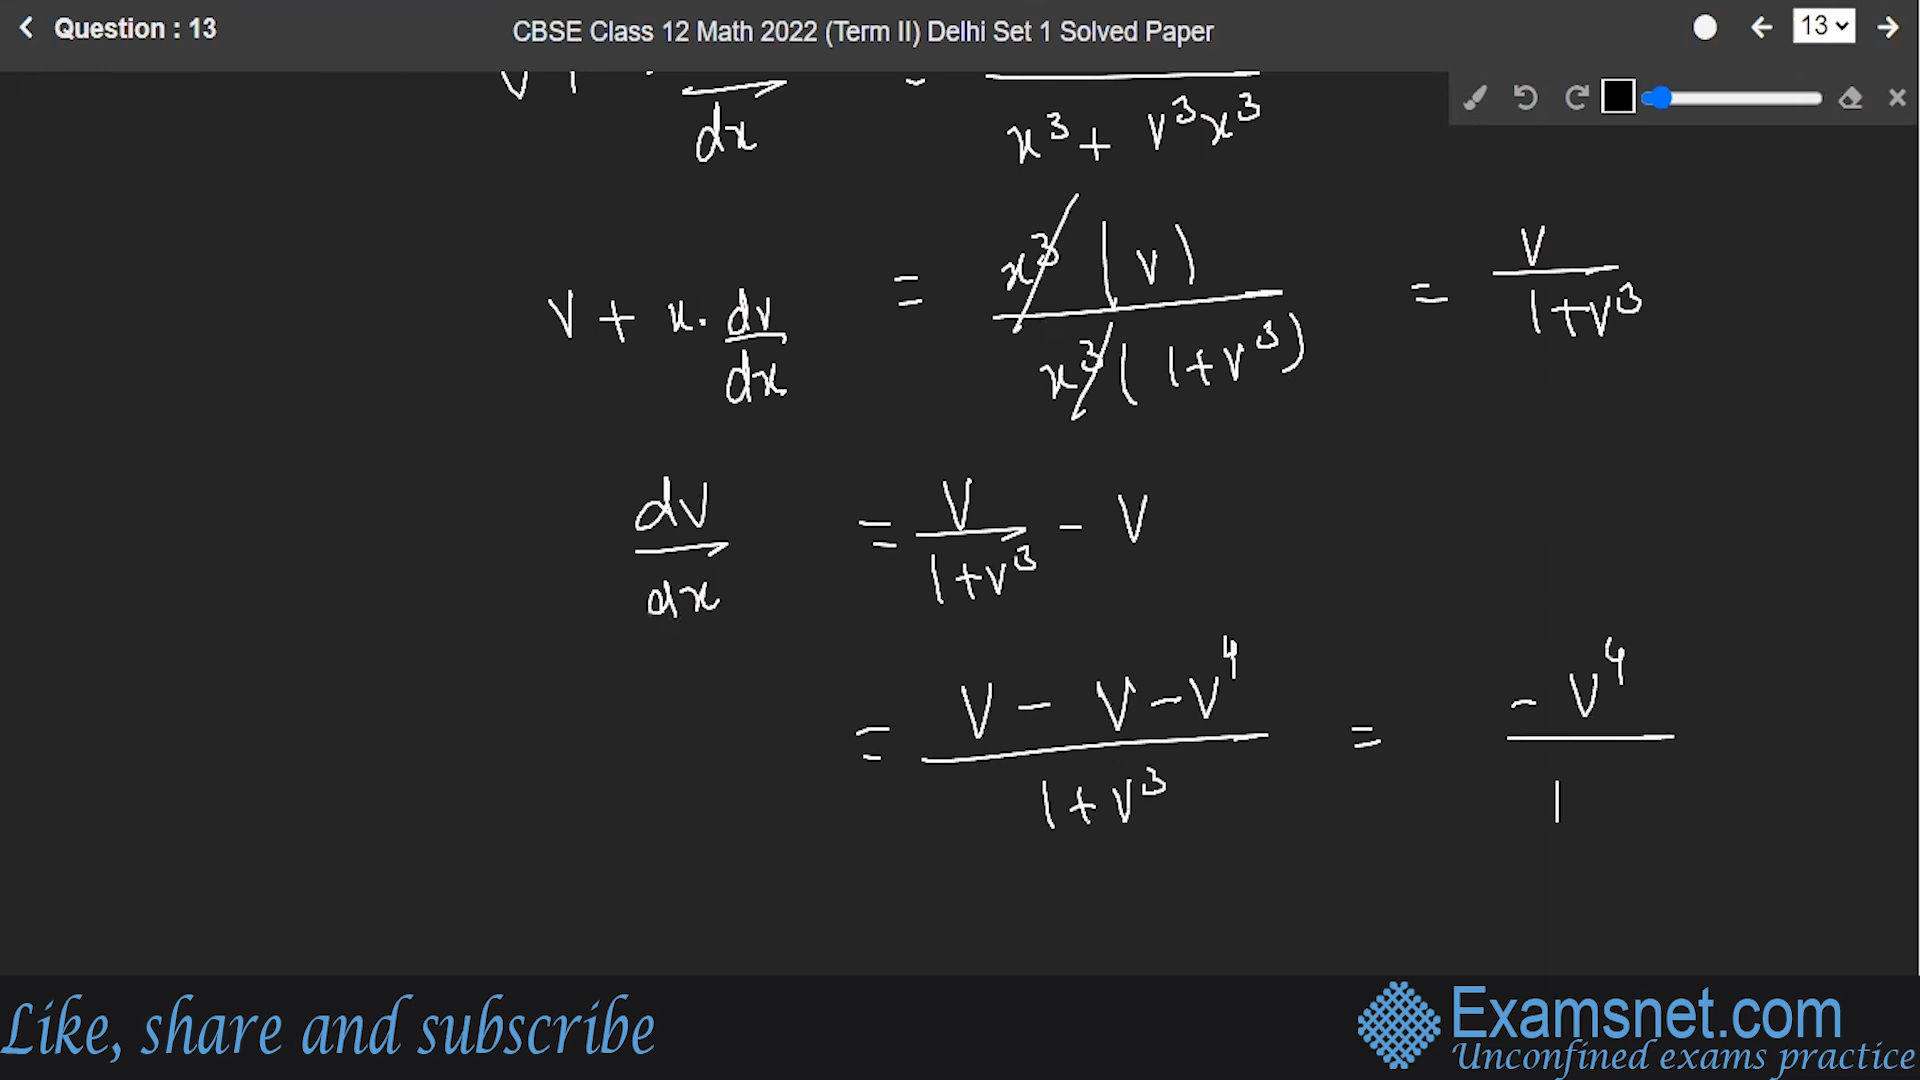 Question : 13
CBSE Class 12 Math 2022 (Term II) Delhi Set 1 Solved Paper
13
dx = x³ + v³x³
v + x. dv/dx = x³(v) / x³(1+v³) = v / 1+v³
dv/dx = v / 1+v³ - v
= v - v - v⁴ / 1+v³ = - v⁴ / 1
Like, share and subscribe
Examsnet.com
Unconfined exams practice